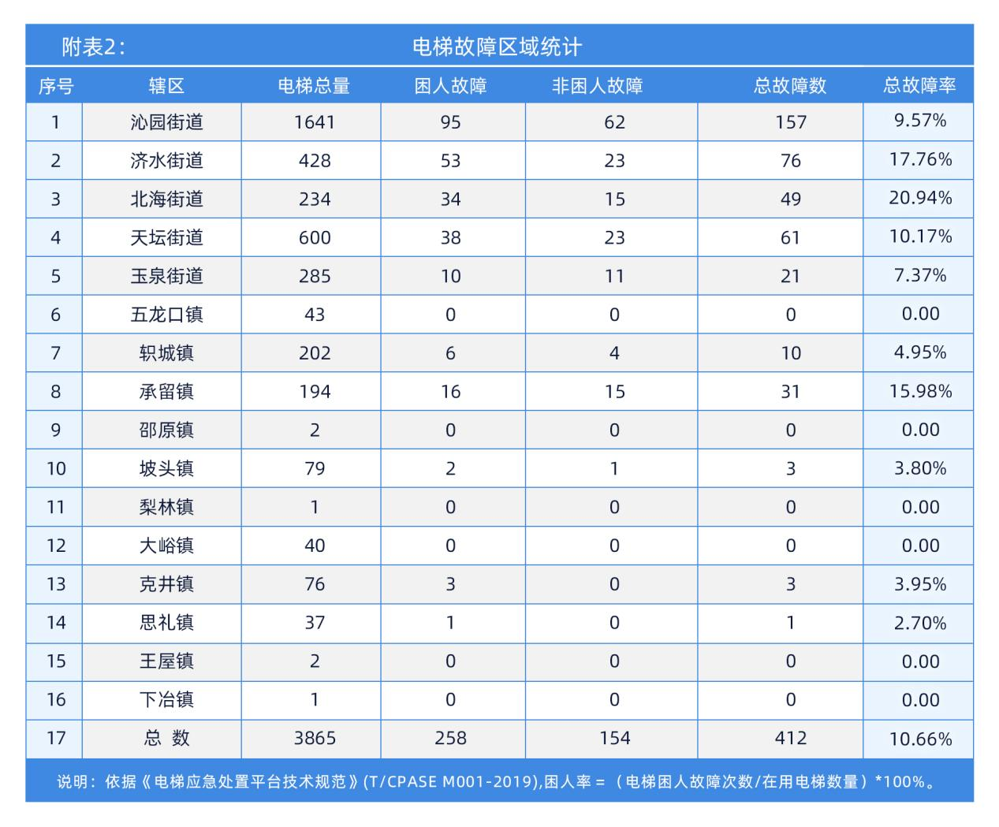 附表2： 电梯故障区域统计
序号 辖区 电梯总量 困人故障 非困人故障 总故障数 总故障率
1 沁园街道 1641 95 62 157 9.57%
2 济水街道 428 53 23 76 17.76%
3 北海街道 234 34 15 49 20.94%
4 天坛街道 600 38 23 61 10.17%
5 玉泉街道 285 10 11 21 7.37%
6 五龙口镇 43 0 0 0 0.00
7 轵城镇 202 6 4 10 4.95%
8 承留镇 194 16 15 31 15.98%
9 邵原镇 2 0 0 0 0.00
10 坡头镇 79 2 1 3 3.80%
11 梨林镇 1 0 0 0 0.00
12 大峪镇 40 0 0 0 0.00
13 克井镇 76 3 0 3 3.95%
14 思礼镇 37 1 0 1 2.70%
15 王屋镇 2 0 0 0 0.00
16 下冶镇 1 0 0 0 0.00
17 总 数 3865 258 154 412 10.66%
说明：依据《电梯应急处置平台技术规范》(T/CPASE M001-2019),困人率 =（电梯困人故障次数/在用电梯数量）*100%。